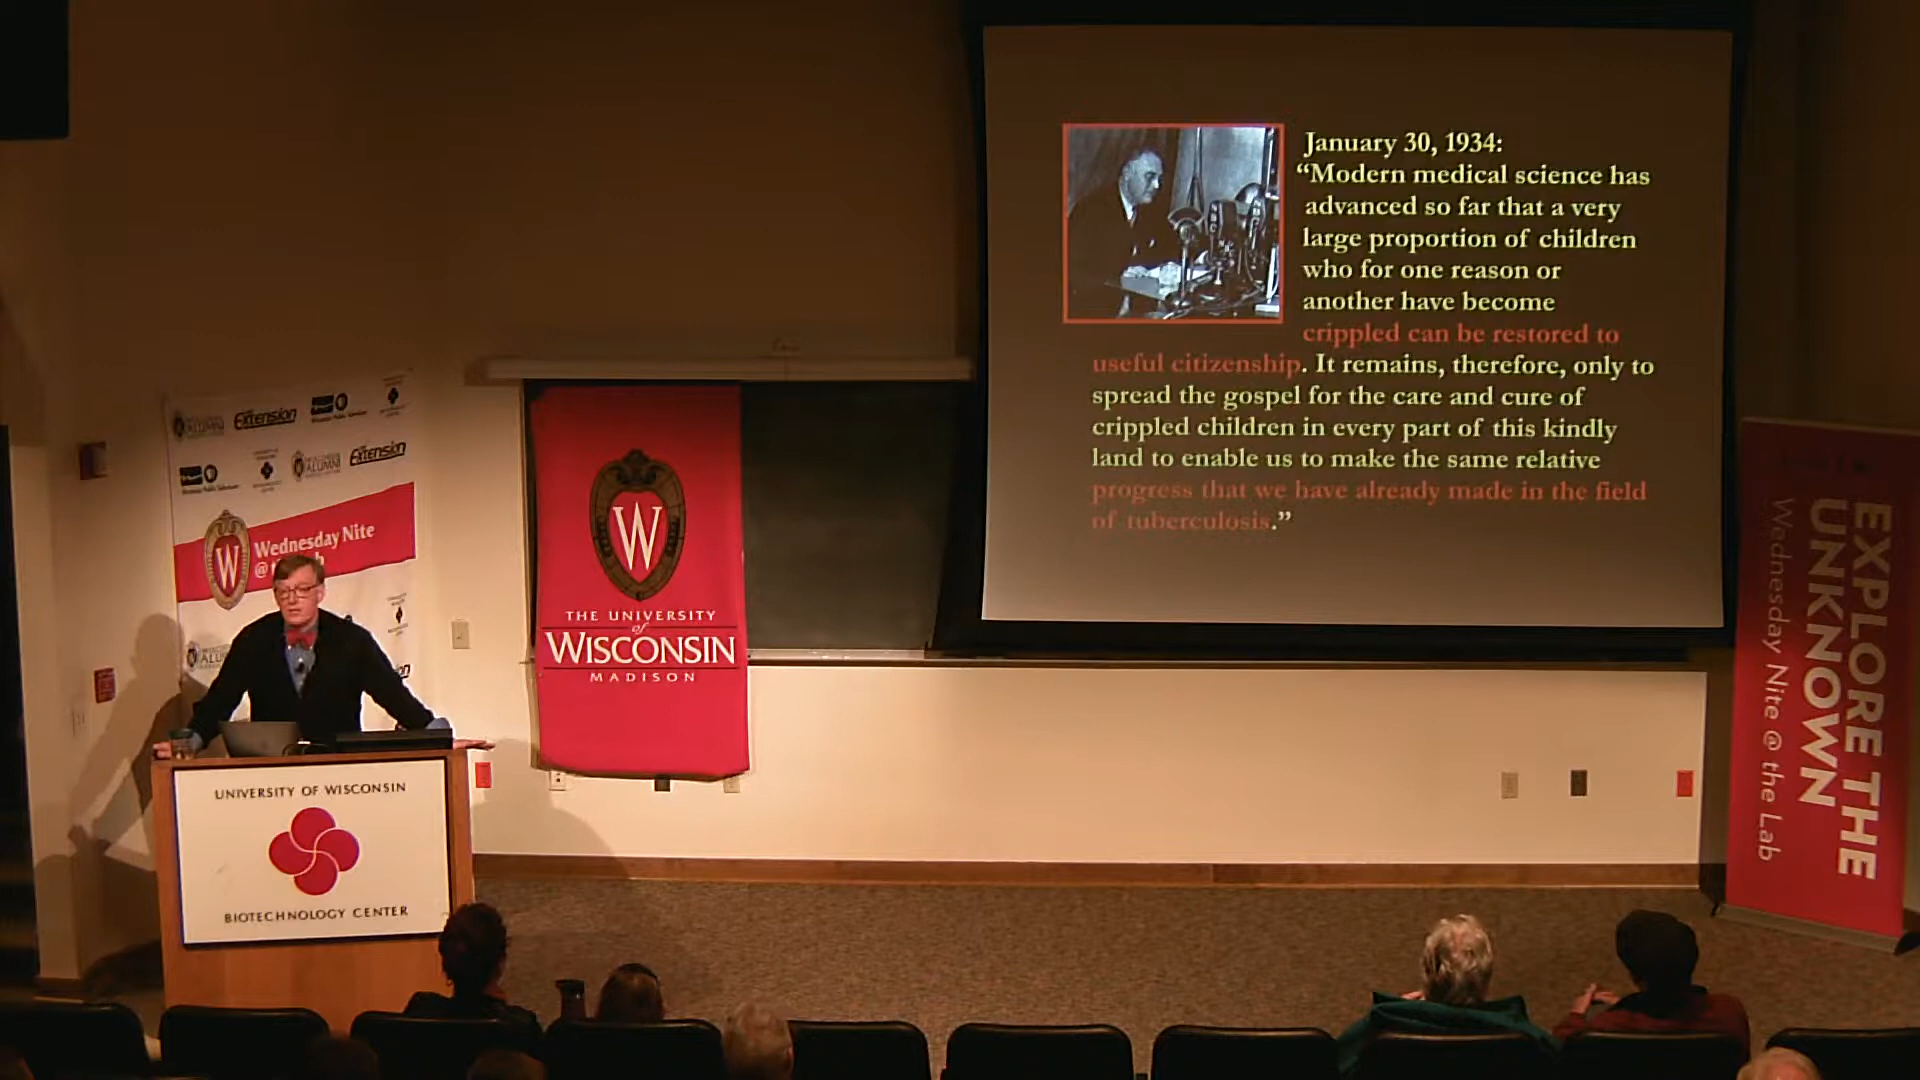 January 30, 1934:
“Modern medical science has
advanced so far that a very
large proportion of children
who for one reason or
another have become
crippled can be restored to
useful citizenship. It remains, therefore, only to
spread the gospel for the care and cure of
crippled children in every part of this kindly
land to enable us to make the same relative
progress that we have already made in the field
of tuberculosis.”
Extension
ALUMNI
Extension
Wednesday Nite
@
W
W
THE UNIVERSITY
of
WISCONSIN
MADISON
UNIVERSITY OF WISCONSIN
BIOTECHNOLOGY CENTER
EXPLORE THE
UNKNOWN
Wednesday Nite @ the Lab